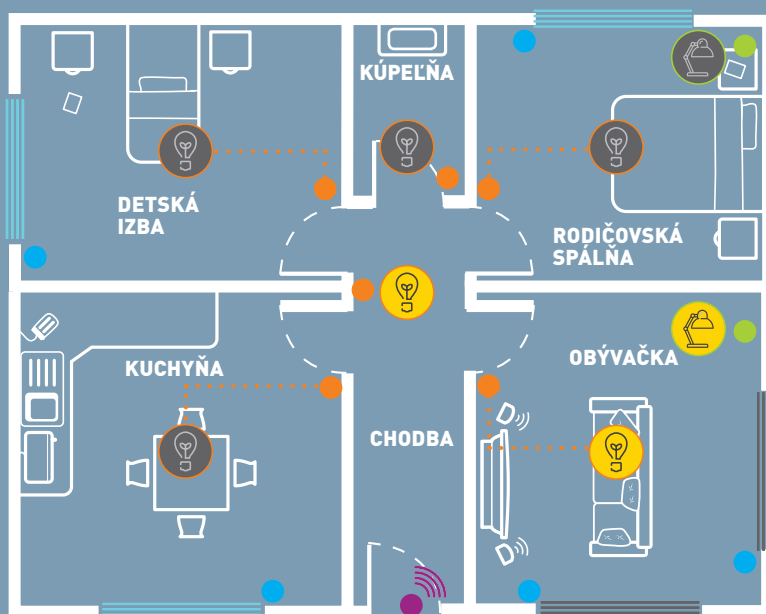 KÚPEĽŇA
DETSKÁ
IZBA
RODIČOVSKÁ
SPÁLŇA
KUCHYŇA
OBÝVAČKA
CHODBA